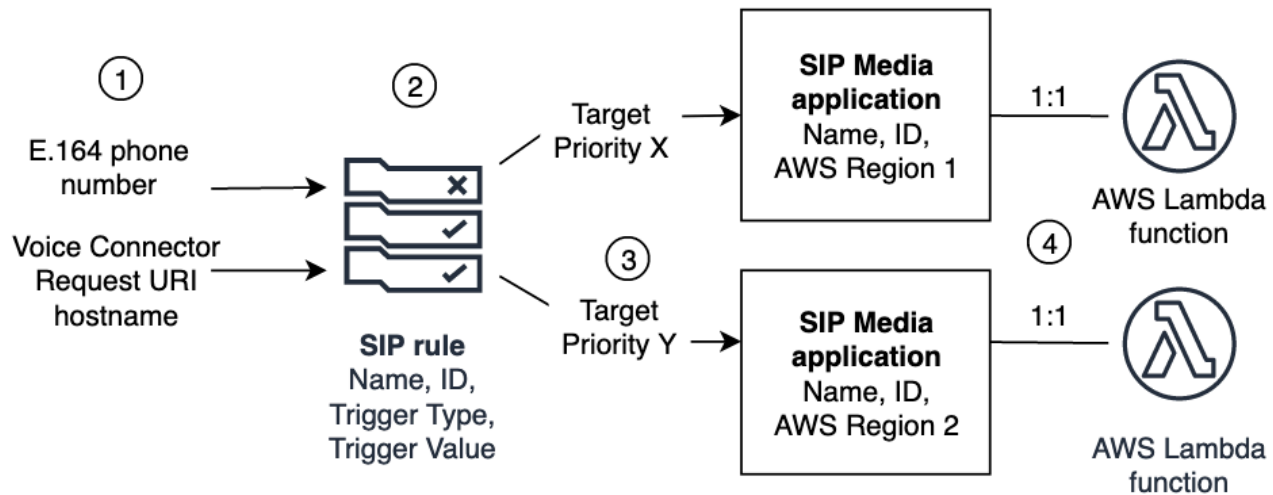 1
E.164 phone
number
Voice Connector
Request URI
hostname
2
SIP rule
Name, ID,
Trigger Type,
Trigger Value
Target
Priority X
3
Target
Priority Y
SIP Media
application
Name, ID,
AWS Region 1
SIP Media
application
Name, ID,
AWS Region 2
1:1
AWS Lambda
function
4
1:1
AWS Lambda
function